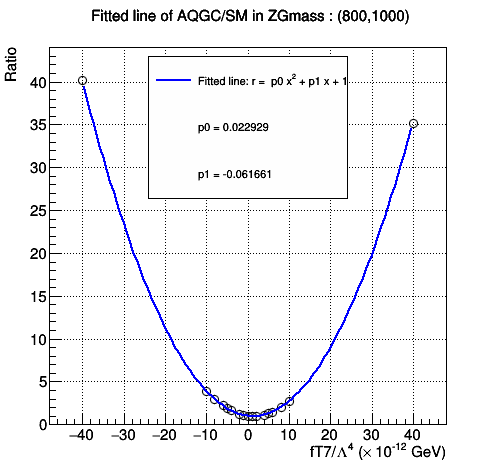 Fitted line of AQGC/SM in ZGmass : (800,1000)
Ratio
Fitted line: r = p0 x² + p1 x + 1
p0 = 0.022929
p1 = -0.061661
40
35
30
25
20
15
10
5
0
−40 −30 −20 −10 0 10 20 30 40
fT7/Λ⁴ (× 10⁻¹² GeV)